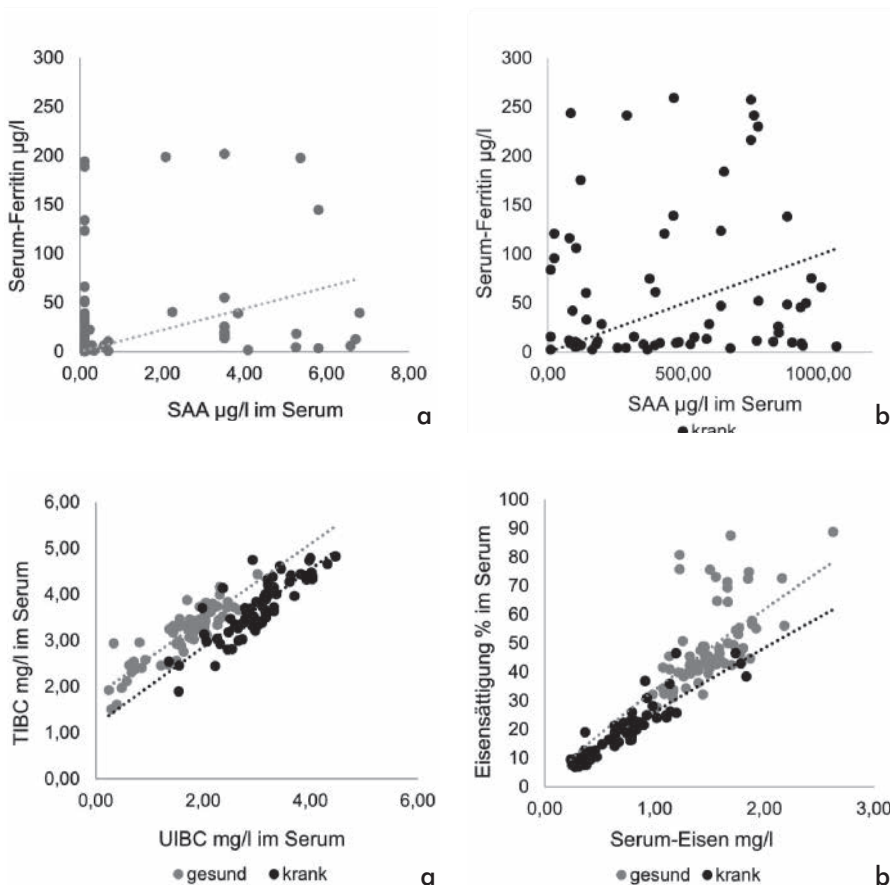 300
250
200
150
100
50
0
Serum-Ferritin µg/l
0,00 2,00 4,00 6,00 8,00
SAA µg/l im Serum
a
300
250
200
150
100
50
0
Serum-Ferritin µg/l
0,00 500,00 1000,00
SAA µg/l im Serum
krank
b
6,00
5,00
4,00
3,00
2,00
1,00
0,00
TIBC mg/l im Serum
0,00 2,00 4,00 6,00
UIBC mg/l im Serum
gesund krank
a
100
90
80
70
60
50
40
30
20
10
0
Eisensättigung % im Serum
0,00 1,00 2,00 3,00
Serum-Eisen mg/l
gesund krank
b